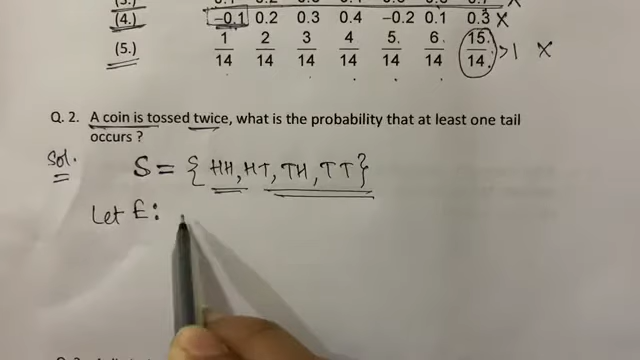 (4.) –0.1 0.2 0.3 0.4 –0.2 0.1 0.3 X
(5.) 1/14 2/14 3/14 4/14 5/14 6/14 15/14 >1 X
Q. 2. A coin is tossed twice, what is the probability that at least one tail
occurs ?
Sol. S = { HH, HT, TH, TT}
Let E: